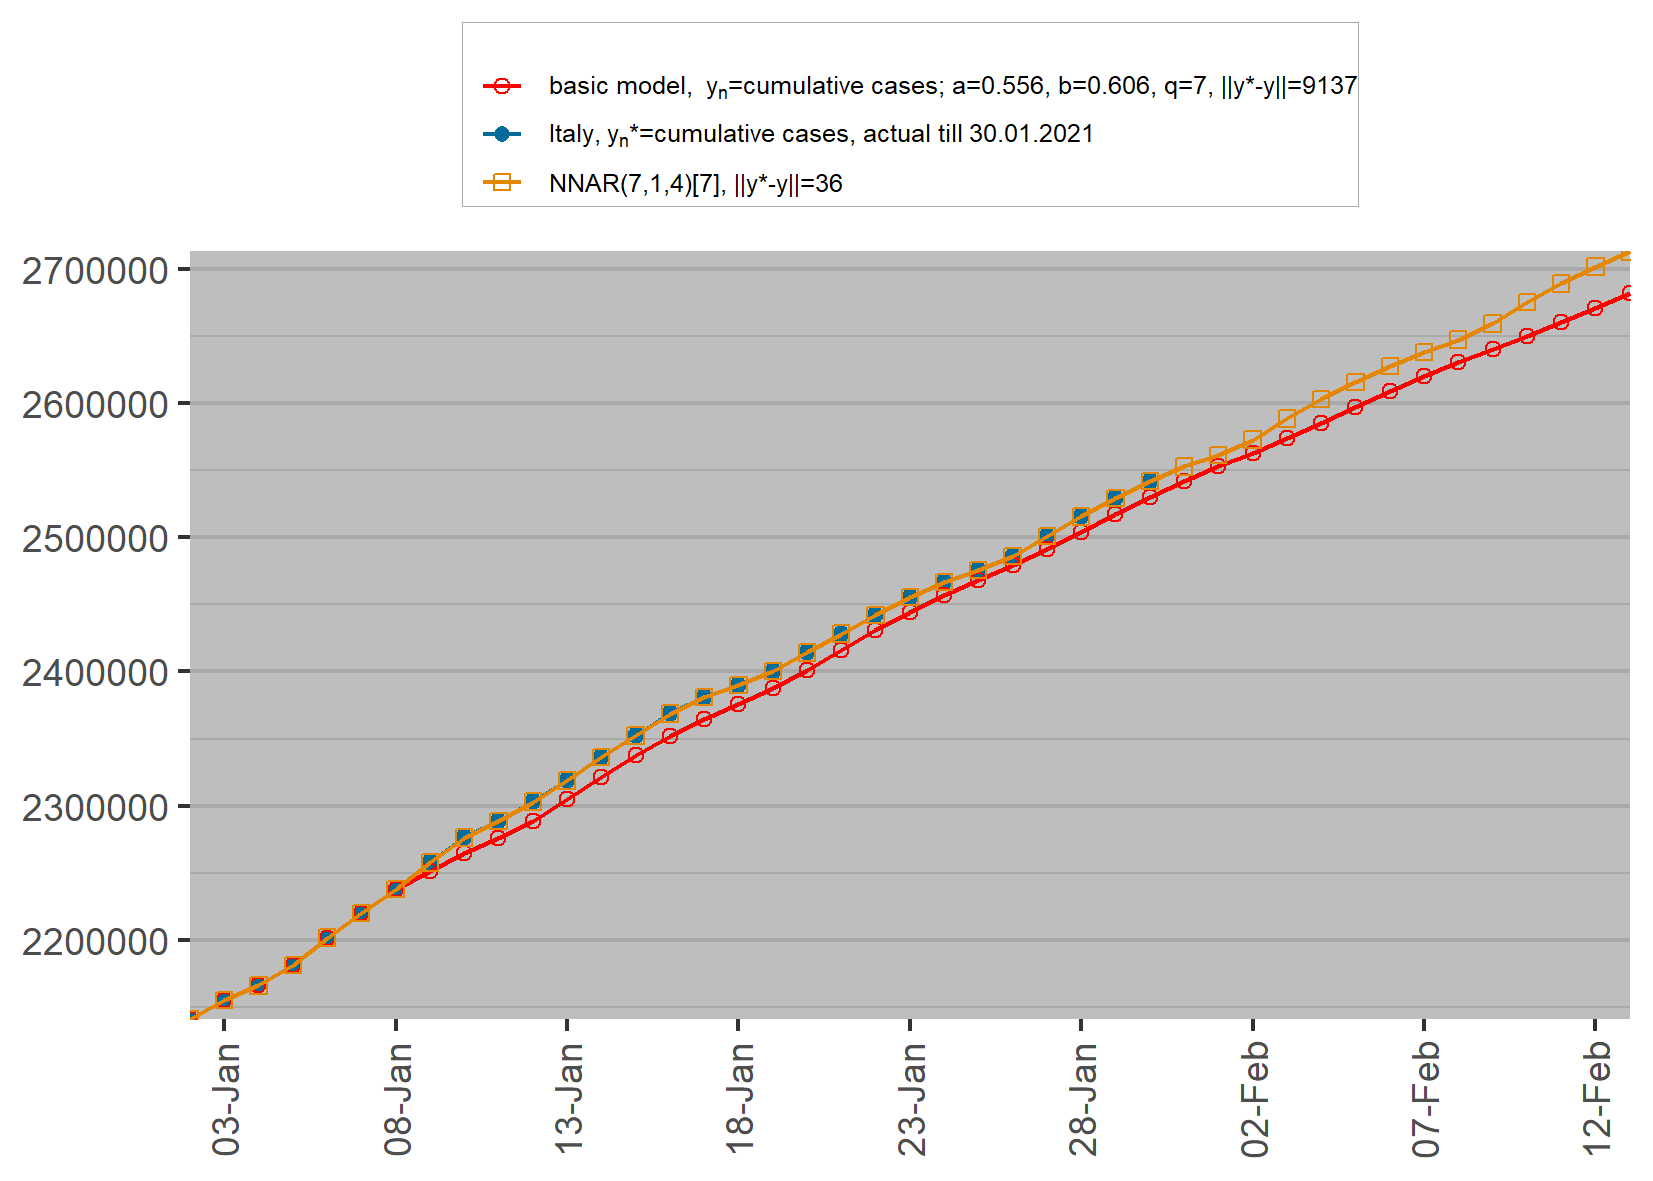 basic model, yn=cumulative cases; a=0.556, b=0.606, q=7, ||y*-y||=9137
Italy, yn*=cumulative cases, actual till 30.01.2021
NNAR(7,1,4)[7], ||y*-y||=36
2700000
2600000
2500000
2400000
2300000
2200000
03-Jan
08-Jan
13-Jan
18-Jan
23-Jan
28-Jan
02-Feb
07-Feb
12-Feb